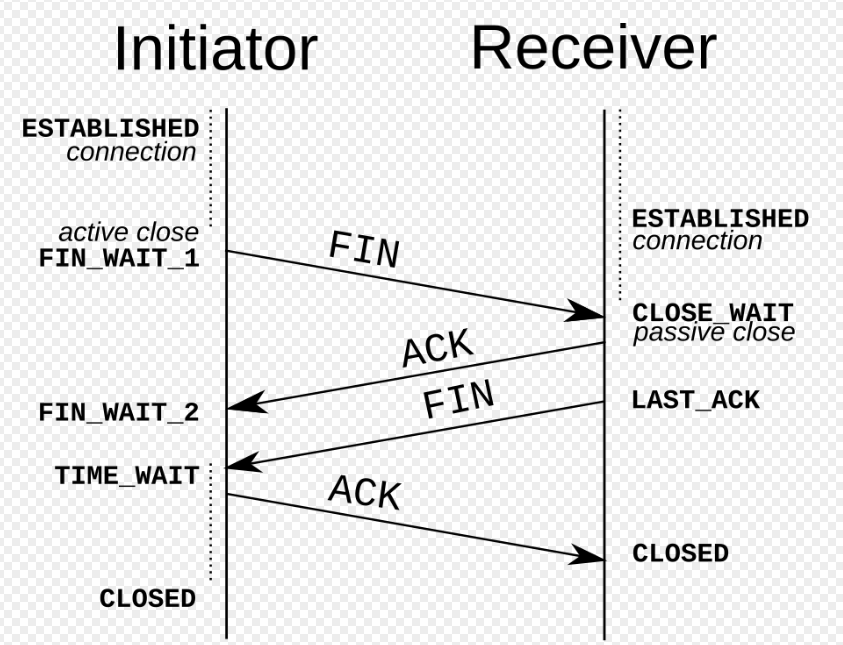 Initiator
Receiver
ESTABLISHED
connection
active close
FIN_WAIT_1
FIN
ESTABLISHED
connection
CLOSE_WAIT
passive close
ACK
FIN
FIN_WAIT_2
LAST_ACK
TIME_WAIT
ACK
CLOSED
CLOSED